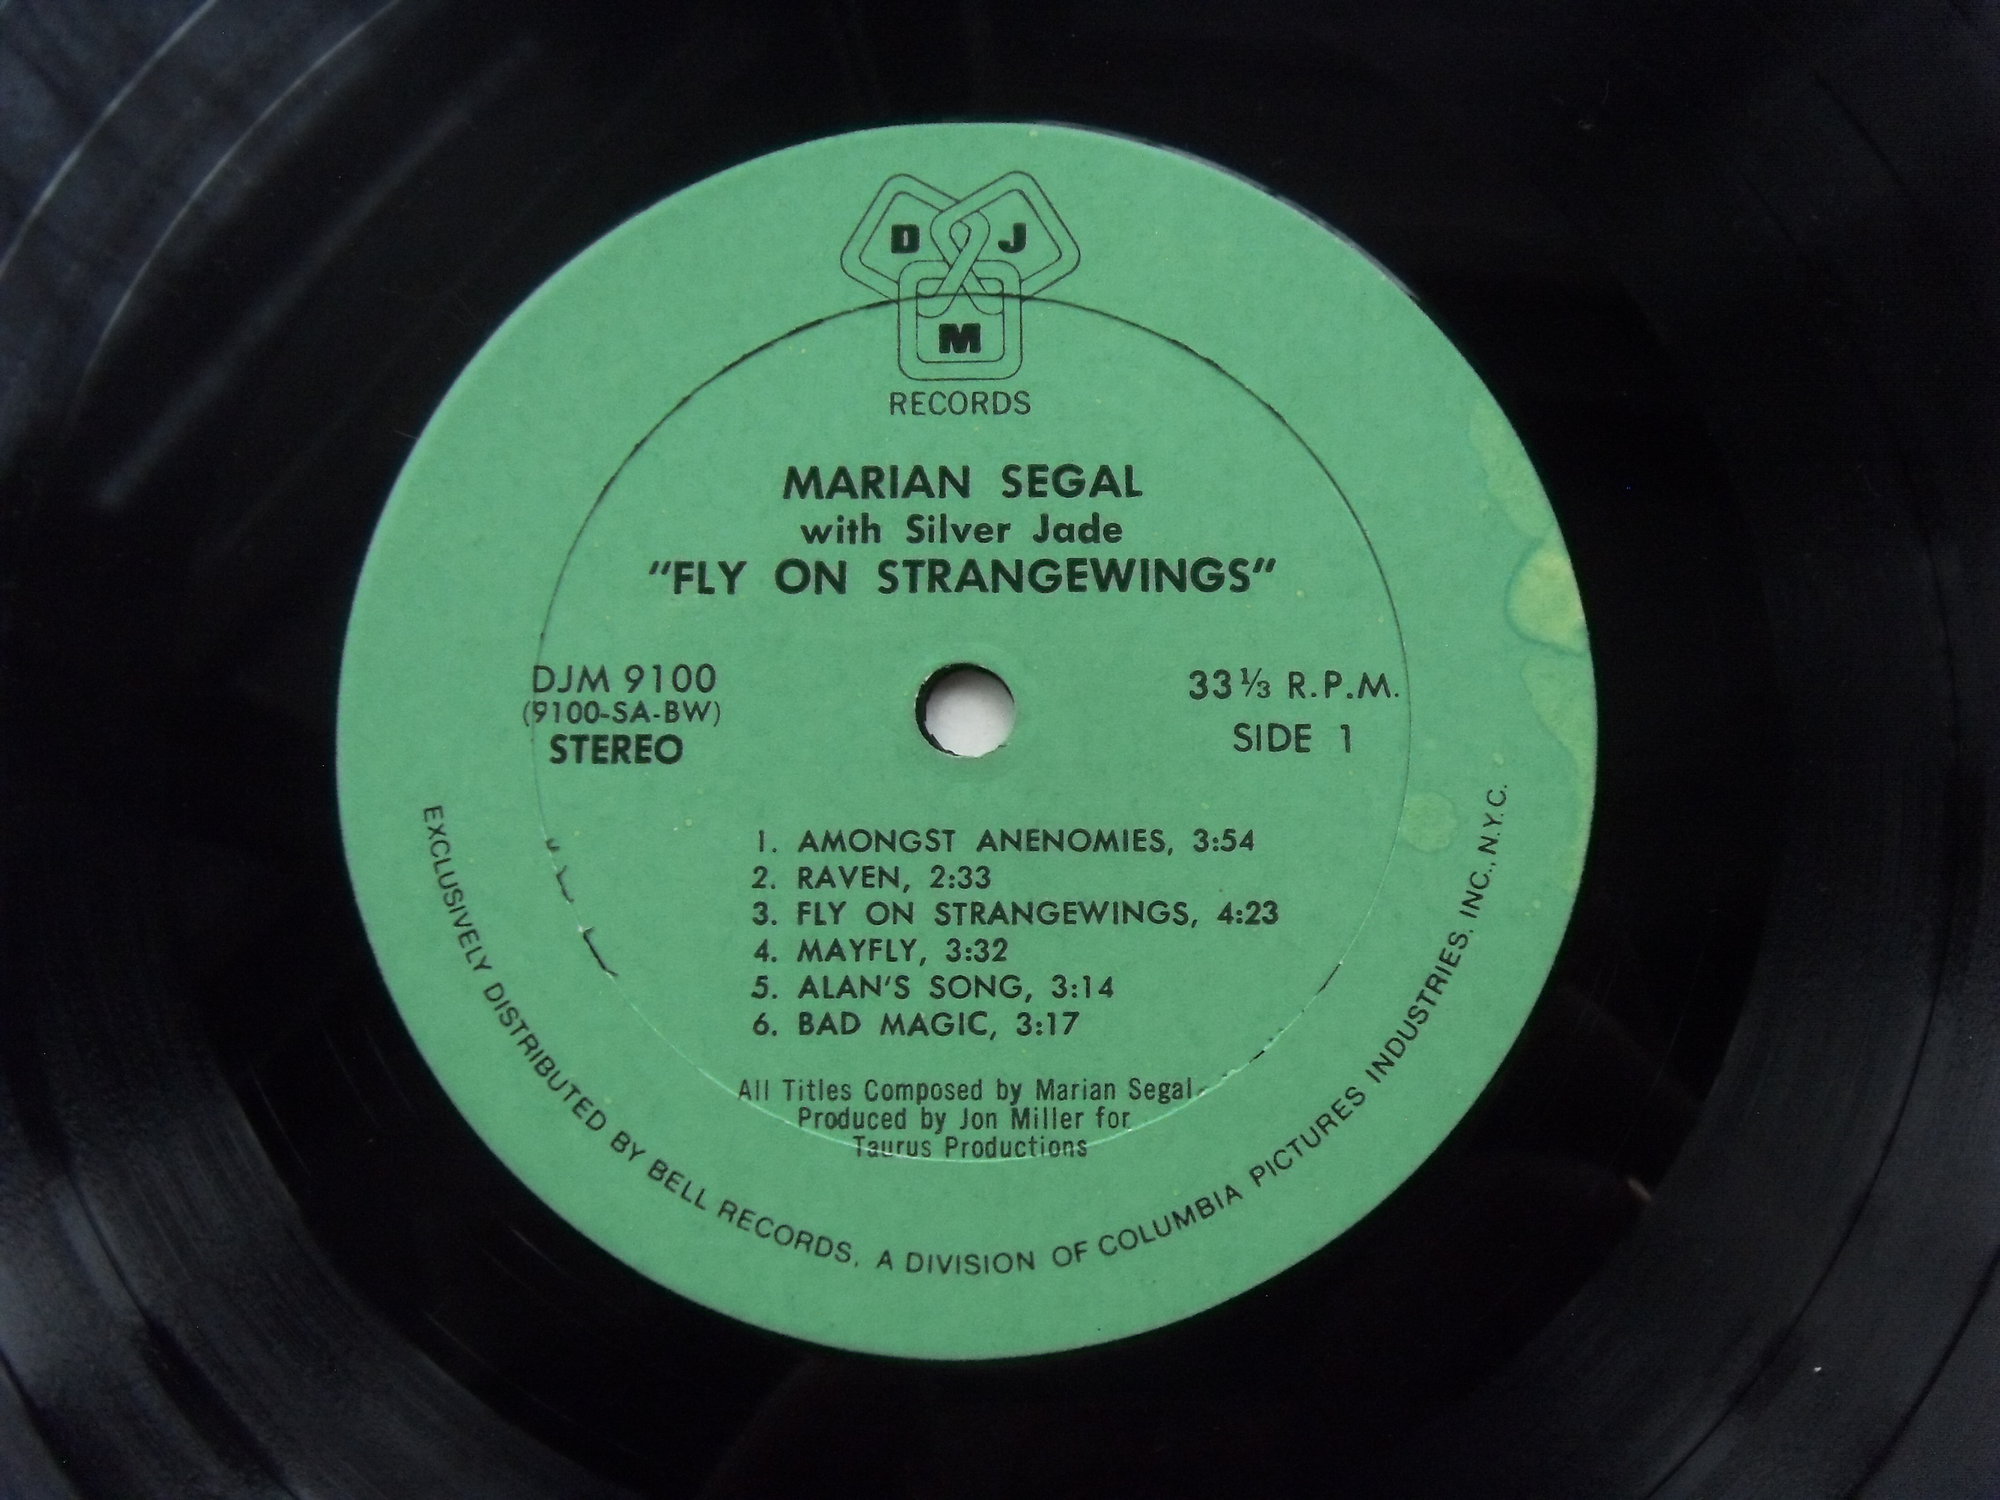 D J
M
RECORDS
MARIAN SEGAL
with Silver Jade
"FLY ON STRANGEWINGS"
DJM 9100
(9100-SA-BW)
STEREO
33 ⅓ R.P.M.
SIDE 1
1. AMONGST ANENOMIES, 3:54
2. RAVEN, 2:33
3. FLY ON STRANGEWINGS, 4:23
4. MAYFLY, 3:32
5. ALAN'S SONG, 3:14
6. BAD MAGIC, 3:17
All Titles Composed by Marian Segal
Produced by Jon Miller for
Taurus Productions
EXCLUSIVELY DISTRIBUTED BY BELL RECORDS, A DIVISION OF COLUMBIA PICTURES INDUSTRIES, INC., N.Y.C.